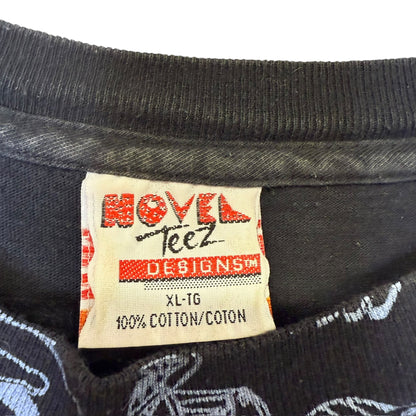 NOVEL
Teez
DESIGNS™
XL-TG
100% COTTON/COTON